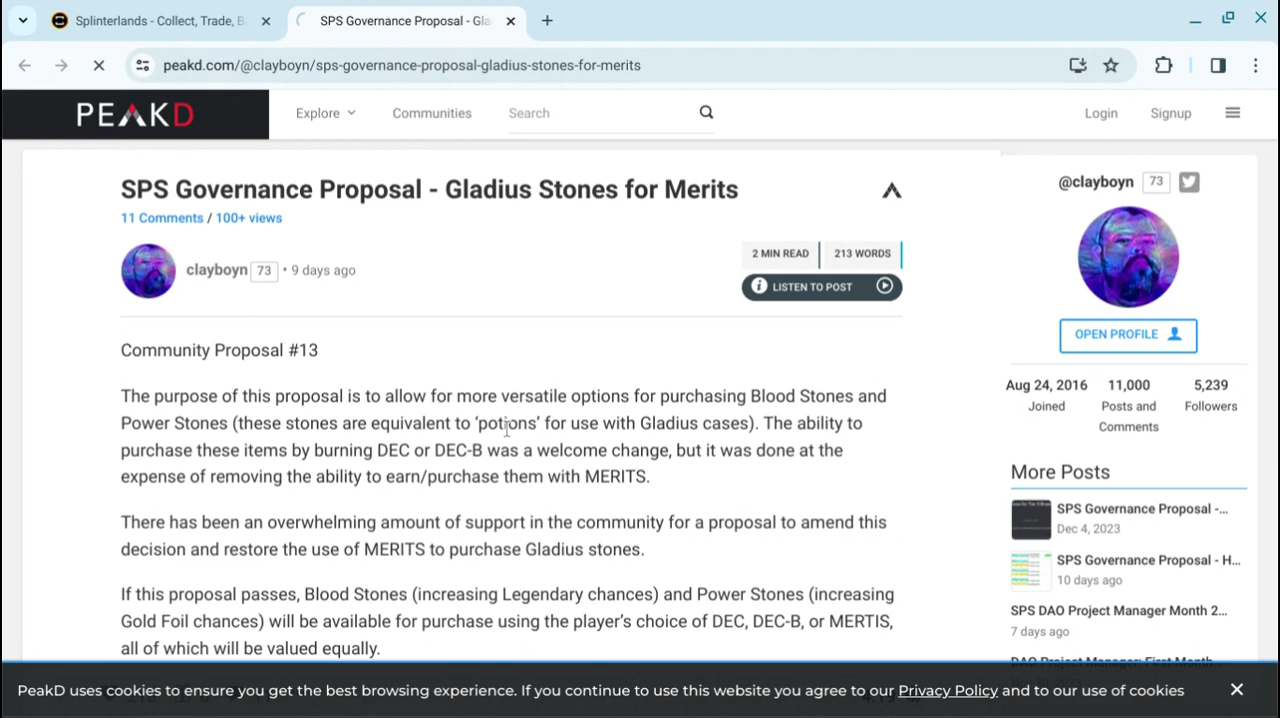 Splinterlands - Collect, Trade, B
SPS Governance Proposal - Gla
peakd.com/@clayboyn/sps-governance-proposal-gladius-stones-for-merits
PEAKD
Explore
Communities
Search
Login
Signup
SPS Governance Proposal - Gladius Stones for Merits
11 Comments / 100+ views
clayboyn 73 • 9 days ago
2 MIN READ
213 WORDS
LISTEN TO POST
Community Proposal #13
The purpose of this proposal is to allow for more versatile options for purchasing Blood Stones and
Power Stones (these stones are equivalent to ‘potions’ for use with Gladius cases). The ability to
purchase these items by burning DEC or DEC-B was a welcome change, but it was done at the
expense of removing the ability to earn/purchase them with MERITS.
There has been an overwhelming amount of support in the community for a proposal to amend this
decision and restore the use of MERITS to purchase Gladius stones.
If this proposal passes, Blood Stones (increasing Legendary chances) and Power Stones (increasing
Gold Foil chances) will be available for purchase using the player’s choice of DEC, DEC-B, or MERTIS,
all of which will be valued equally.
@clayboyn 73
OPEN PROFILE
Aug 24, 2016
Joined
11,000
Posts and
Comments
5,239
Followers
More Posts
SPS Governance Proposal -...
Dec 4, 2023
SPS Governance Proposal - H...
10 days ago
SPS DAO Project Manager Month 2...
7 days ago
DAO Project Manager: First Month
PeakD uses cookies to ensure you get the best browsing experience. If you continue to use this website you agree to our Privacy Policy and to our use of cookies